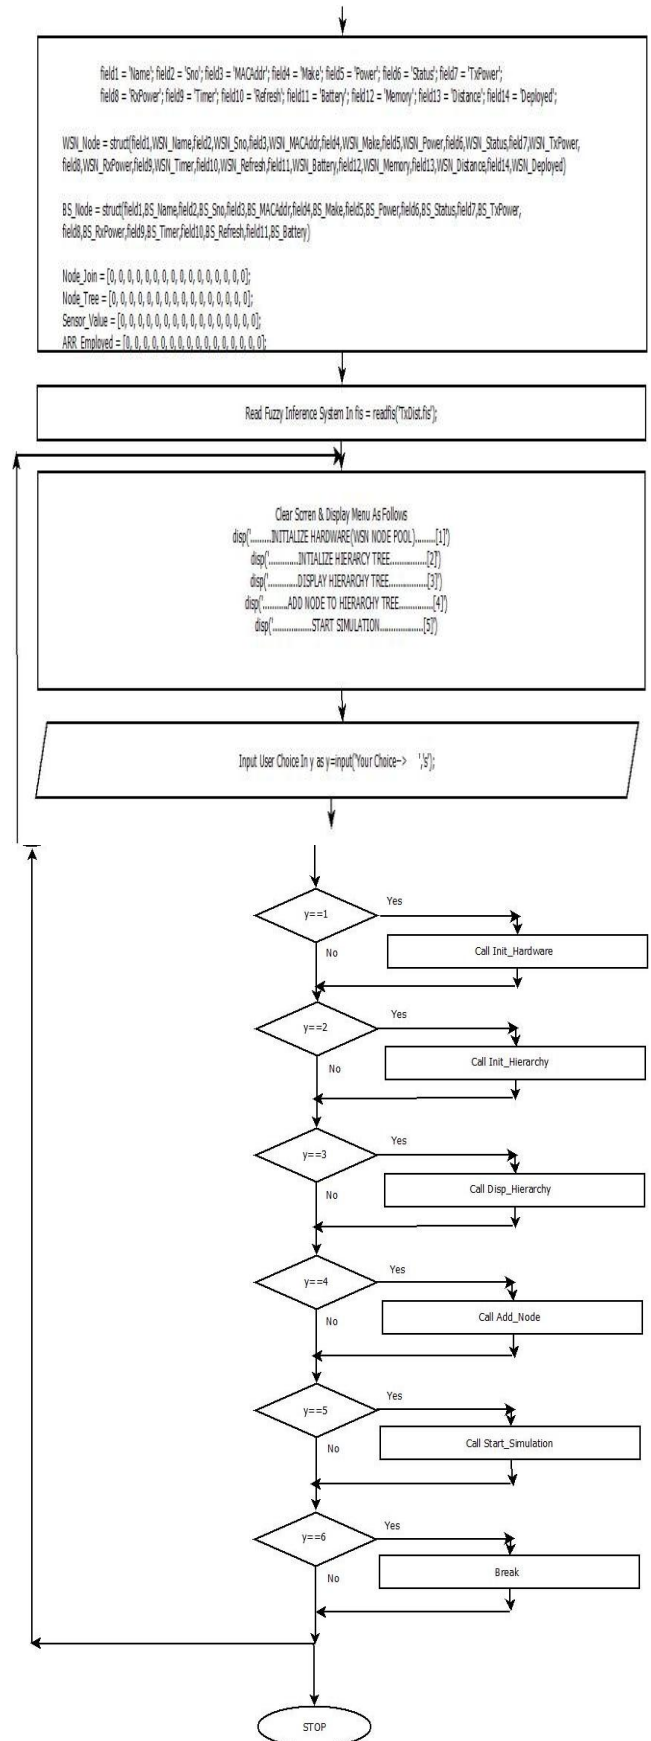 field1 = 'Name'; field2 = 'Sno'; field3 = 'MACAddr'; field4 = 'Make'; field5 = 'Power'; field6 = 'Status'; field7 = 'TxPower';
field8 = 'RxPower'; field9 = 'Timer'; field10 = 'Refresh'; field11 = 'Battery'; field12 = 'Memory'; field13 = 'Distance'; field14 = 'Deployed';
WSN_Node = struct(field1,WSN_Name,field2,WSN_Sno,field3,WSN_MACAddr,field4,WSN_Make,field5,WSN_Power,field6,WSN_Status,field7,WSN_TxPower,
field8,WSN_RxPower,field9,WSN_Timer,field10,WSN_Refresh,field11,WSN_Battery,field12,WSN_Memory,field13,WSN_Distance,field14,WSN_Deployed)
BS_Node = struct(field1,BS_Name,field2,BS_Sno,field3,BS_MACAddr,field4,BS_Make,field5,BS_Power,field6,BS_Status,field7,BS_TxPower,
field8,BS_RxPower,field9,BS_Timer,field10,BS_Refresh,field11,BS_Battery)
Node_Join = [0, 0, 0, 0, 0, 0, 0, 0, 0, 0, 0, 0, 0, 0, 0, 0];
Node_Tree = [0, 0, 0, 0, 0, 0, 0, 0, 0, 0, 0, 0, 0, 0, 0, 0];
Sensor_Value = [0, 0, 0, 0, 0, 0, 0, 0, 0, 0, 0, 0, 0, 0, 0, 0];
ARR_Employed = [0, 0, 0, 0, 0, 0, 0, 0, 0, 0, 0, 0, 0, 0, 0, 0];
Read Fuzzy Inference System In fis = readfis('TxDist.fis');
Clear Scrren & Display Menu As Follows
disp('.........INITIALIZE HARDWARE(WSN NODE POOL).........[1]')
disp('.............INTIALIZE HIERARCY TREE................[2]')
disp('.............DISPLAY HIERARCHY TREE.................[3]')
disp('..........ADD NODE TO HIERARCHY TREE...............[4]')
disp('.................START SIMULATION...................[5]')
Input User Choice In y as y=input('Your Choice-->    ','s');
y==1
Yes
No
Call Init_Hardware
y==2
Yes
No
Call Init_Hierarchy
y==3
Yes
No
Call Disp_Hierarchy
y==4
Yes
No
Call Add_Node
y==5
Yes
No
Call Start_Simulation
y==6
Yes
No
Break
STOP